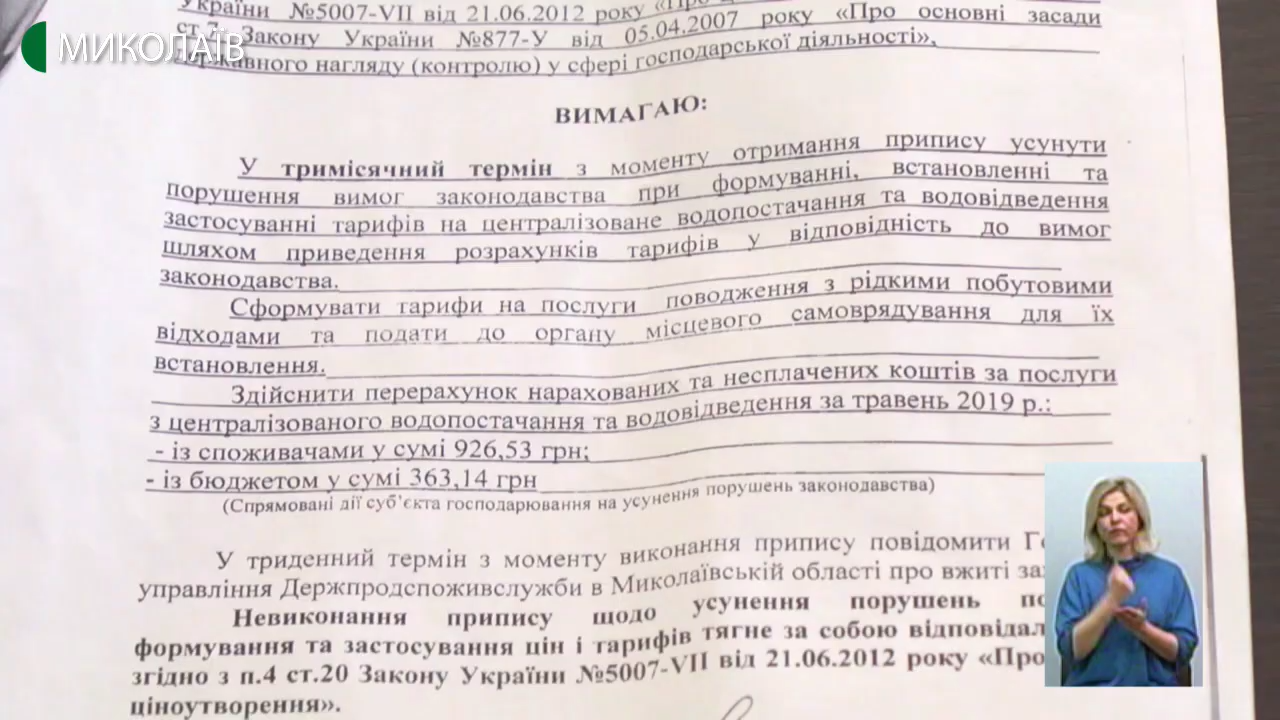 МИКОЛАЇВ
України №5007-VII від 21.06.2012 року
ст.7 Закону України №877-У від 05.04.2007 року «Про основні засади
державного нагляду (контролю) у сфері господарської діяльності»,
ВИМАГАЮ:
У тримісячний термін з моменту отримання припису усунути
порушення вимог законодавства при формуванні, встановленні та
застосуванні тарифів на централізоване водопостачання та водовідведення
шляхом приведення розрахунків тарифів у відповідність до вимог
законодавства.
Сформувати тарифи на послуги поводження з рідкими побутовими
відходами та подати до органу місцевого самоврядування для їх
встановлення.
Здійснити перерахунок нарахованих та несплачених коштів за послуги
з централізованого водопостачання та водовідведення за травень 2019 р.:
- із споживачами у сумі 926,53 грн;
- із бюджетом у сумі 363,14 грн
(Спрямовані дії суб'єкта господарювання на усунення порушень законодавства)
У триденний термін з моменту виконання припису повідомити
управління Держпродспоживслужби в Миколаївській області про вжиті
Невиконання припису щодо усунення порушень
формування та застосування цін і тарифів тягне за собою
згідно з п.4 ст.20 Закону України №5007-VII від 21.06.2012 року «Про
ціноутворення».